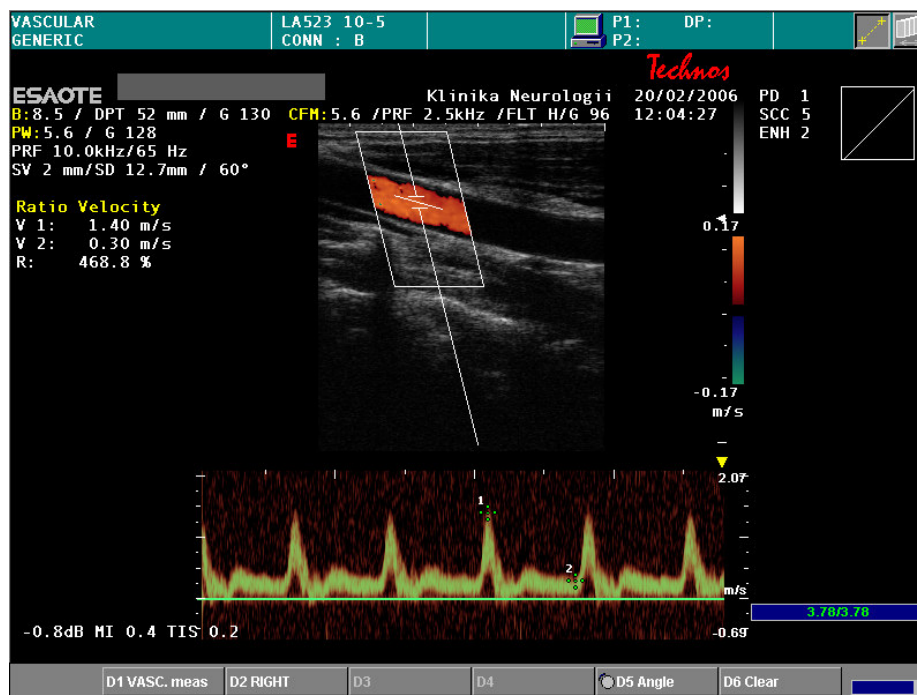 VASCULAR
GENERIC
LA523 10-5
CONN : B
P1: DP:
P2:
Technos
ESAOTE
Klinika Neurologii 20/02/2006
12:04:27
PD 1
SCC 5
ENH 2
B:8.5 / DPT 52 mm / G 130 CFM:5.6 /PRF 2.5kHz /FLT H/G 96
PW:5.6 / G 128
PRF 10.0kHz/65 Hz
SV 2 mm/SD 12.7mm / 60°
E
Ratio Velocity
V 1: 1.40 m/s
V 2: 0.30 m/s
R: 468.8 %
0.17
-0.17
m/s
2.07
1
2
m/s
-0.69
3.78/3.78
-0.8dB MI 0.4 TIS 0.2
D1 VASC. meas D2 RIGHT D3 D4 D5 Angle D6 Clear